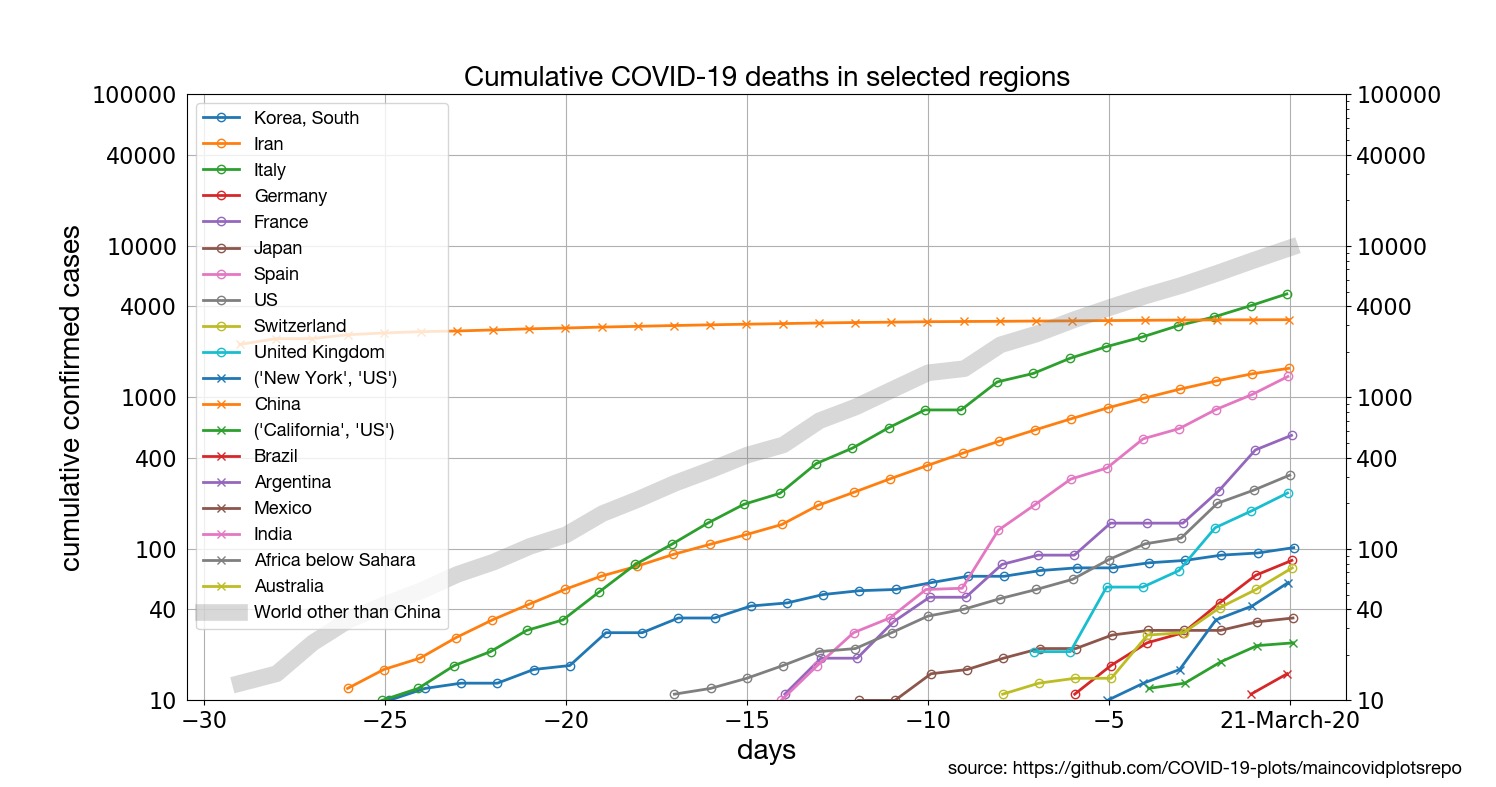 Cumulative COVID-19 deaths in selected regions
cumulative confirmed cases
100000
40000
10000
4000
1000
400
100
40
10
Korea, South
Iran
Italy
Germany
France
Japan
Spain
US
Switzerland
United Kingdom
('New York', 'US')
China
('California', 'US')
Brazil
Argentina
Mexico
India
Africa below Sahara
Australia
World other than China
100000
40000
10000
4000
1000
400
100
40
10
−30 −25 −20 −15 −10 −5 21-March-20
days
source: https://github.com/COVID-19-plots/maincovidplotsrepo